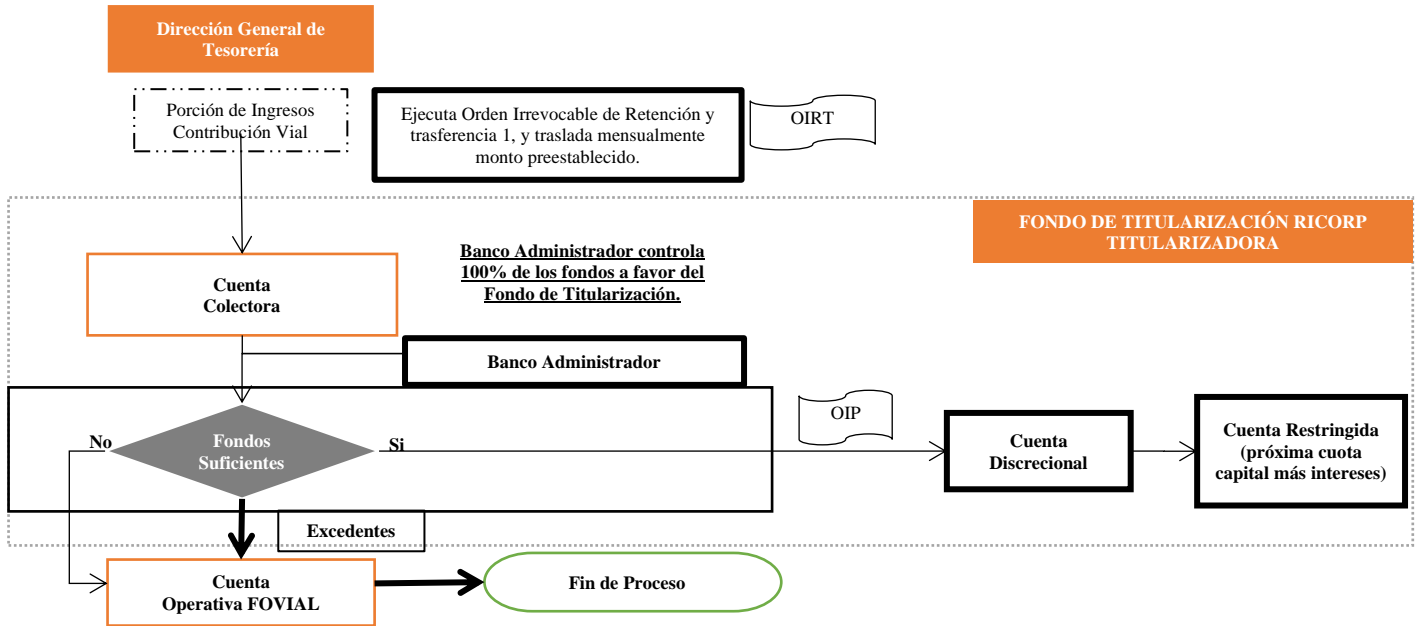 Dirección General de
Tesorería
Porción de Ingresos
Contribución Vial
Ejecuta Orden Irrevocable de Retención y
trasferencia 1, y traslada mensualmente
monto preestablecido.
OIRT
FONDO DE TITULARIZACIÓN RICORP
TITULARIZADORA
Banco Administrador controla
100% de los fondos a favor del
Fondo de Titularización.
Cuenta
Colectora
Banco Administrador
No
Fondos
Suficientes
Si
OIP
Cuenta
Discrecional
Cuenta Restringida
(próxima cuota
capital más intereses)
Excedentes
Cuenta
Operativa FOVIAL
Fin de Proceso